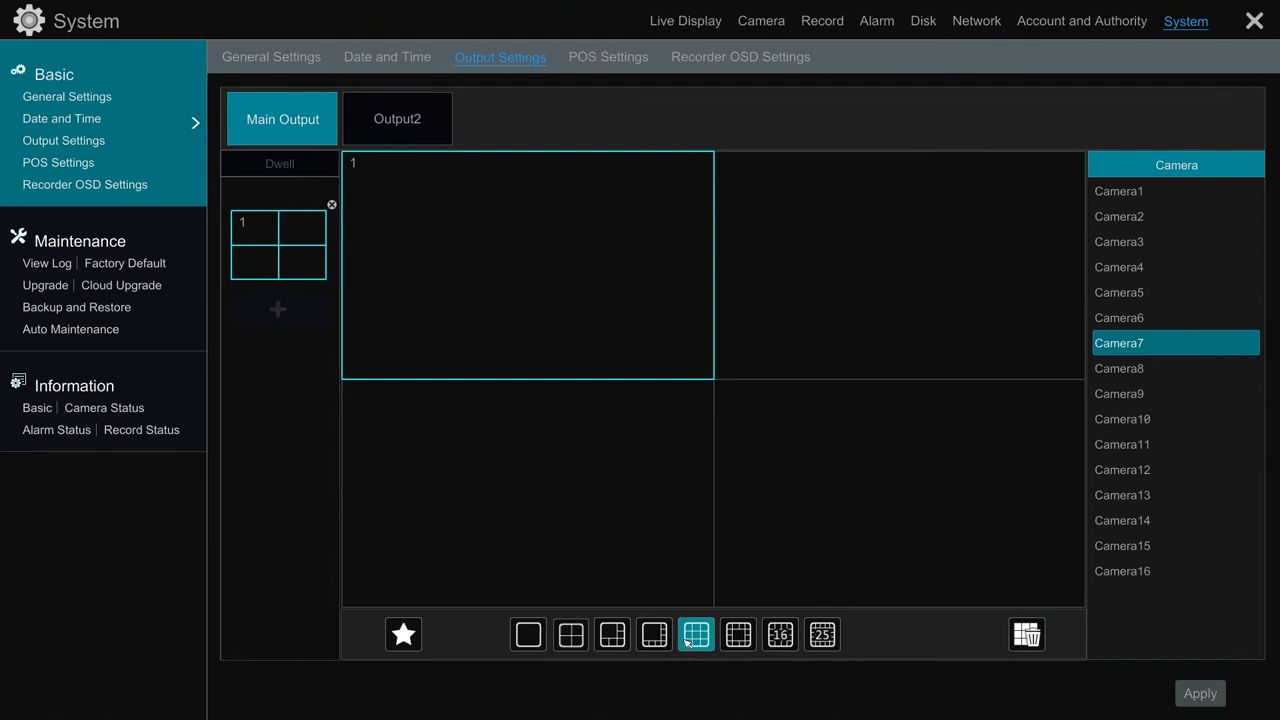 System
Live Display Camera Record Alarm Disk Network Account and Authority System
Basic
General Settings
Date and Time
Output Settings
POS Settings
Recorder OSD Settings
Maintenance
View Log | Factory Default
Upgrade | Cloud Upgrade
Backup and Restore
Auto Maintenance
Information
Basic | Camera Status
Alarm Status | Record Status
General Settings Date and Time Output Settings POS Settings Recorder OSD Settings
Main Output Output2
Dwell
1
1
16
25
Camera
Camera1
Camera2
Camera3
Camera4
Camera5
Camera6
Camera7
Camera8
Camera9
Camera10
Camera11
Camera12
Camera13
Camera14
Camera15
Camera16
Apply